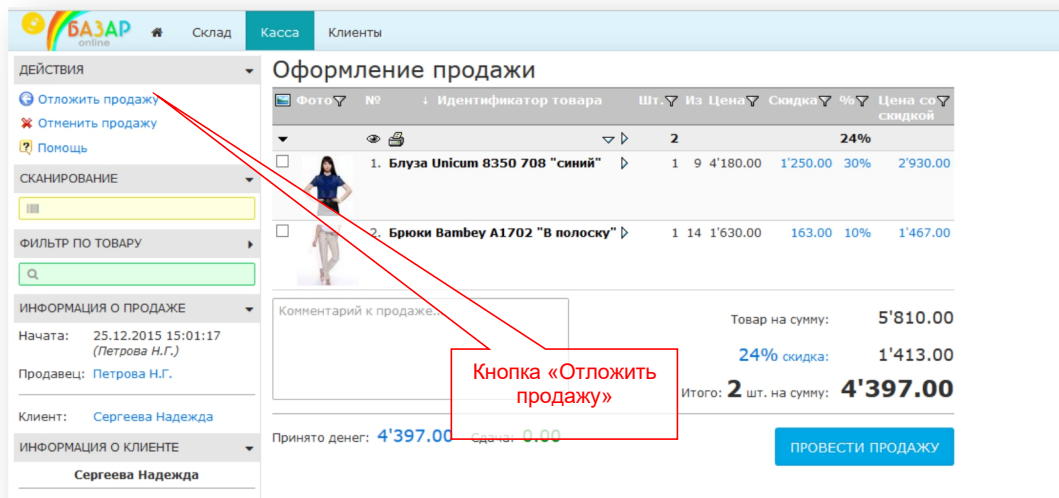 БАЗАР
online
Склад
Касса
Клиенты
ДЕЙСТВИЯ
Отложить продажу
Отменить продажу
Помощь
СКАНИРОВАНИЕ
ФИЛЬТР ПО ТОВАРУ
ИНФОРМАЦИЯ О ПРОДАЖЕ
Начата: 25.12.2015 15:01:17
(Петрова Н.Г.)
Продавец: Петрова Н.Г.
Клиент: Сергеева Надежда
ИНФОРМАЦИЯ О КЛИЕНТЕ
Сергеева Надежда
Оформление продажи
Фото № ↓ Идентификатор товара Шт. Из Цена Скидка % Цена со
скидкой
2 24%
1. Блуза Unicum 8350 708 "синий" 1 9 4'180.00 1'250.00 30% 2'930.00
2. Брюки Bambey A1702 "В полоску" 1 14 1'630.00 163.00 10% 1'467.00
Комментарий к продаже...
Товар на сумму: 5'810.00
24% скидка: 1'413.00
Итого: 2 шт. на сумму: 4'397.00
Кнопка «Отложить
продажу»
Принято денег: 4'397.00 Сдача: 0.00
ПРОВЕСТИ ПРОДАЖУ